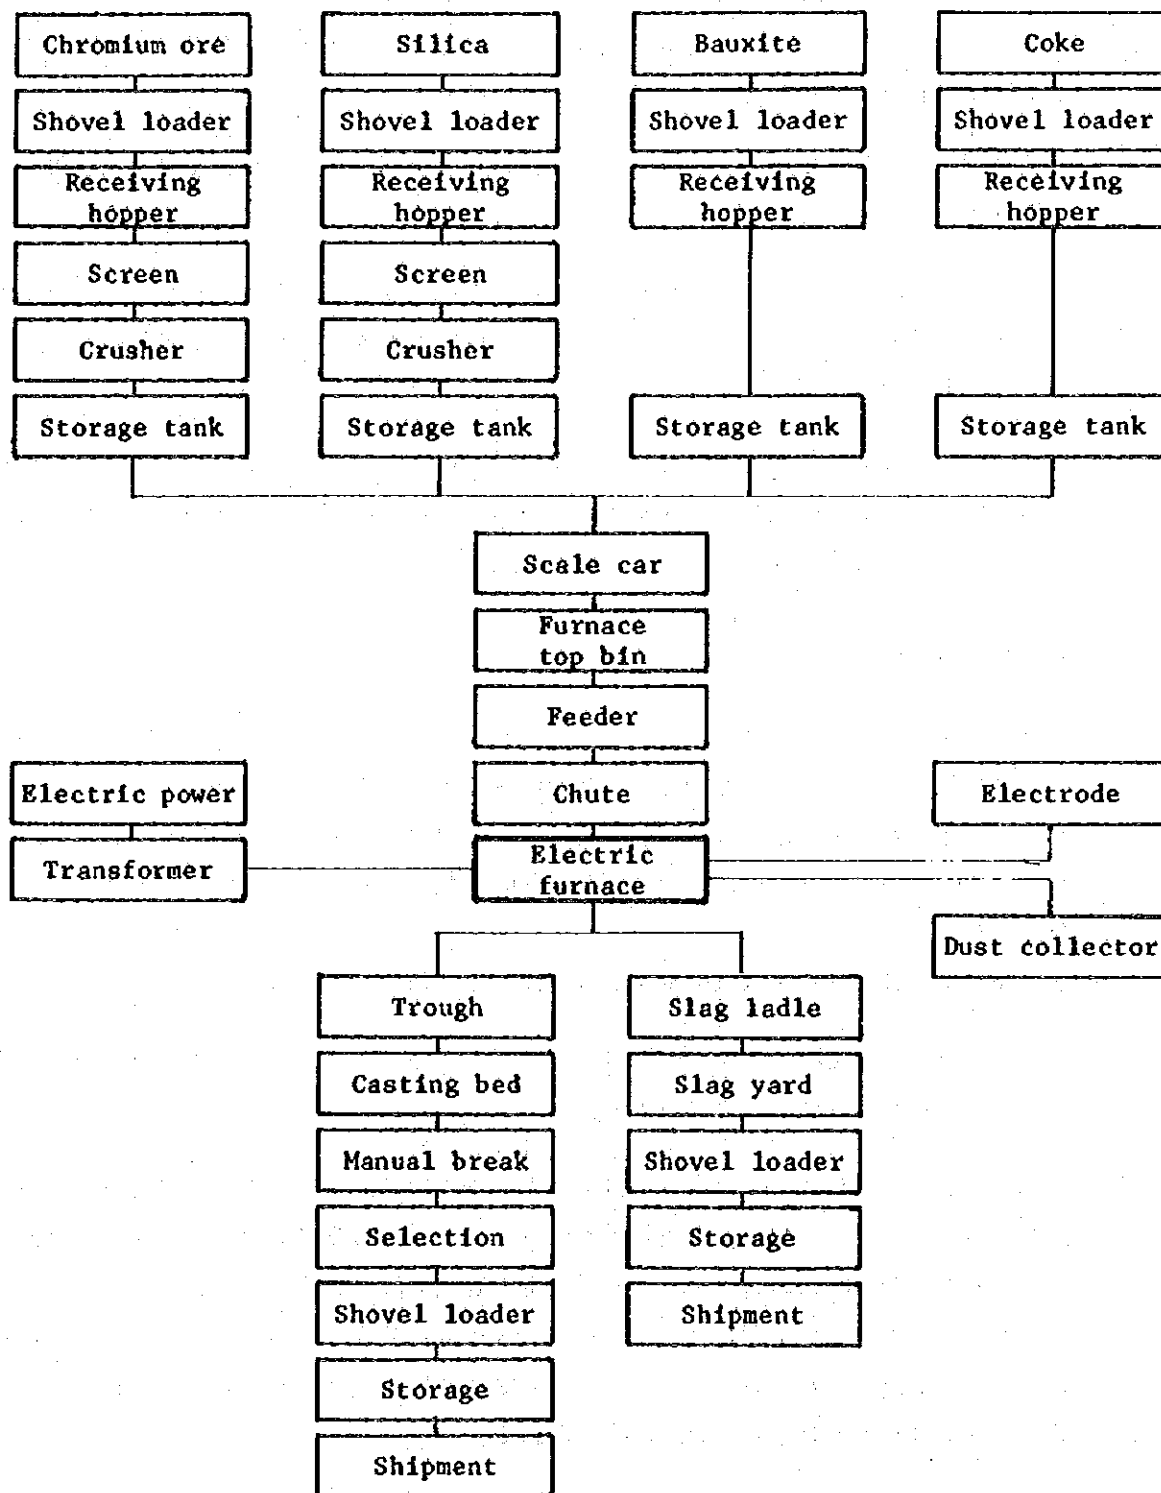 Chromium ore
Silica
Bauxite
Coke
Shovel loader
Shovel loader
Shovel loader
Shovel loader
Receiving
hopper
Receiving
hopper
Receiving
hopper
Receiving
hopper
Screen
Screen
Crusher
Crusher
Storage tank
Storage tank
Storage tank
Storage tank
Scale car
Furnace
top bin
Feeder
Electric power
Chute
Electrode
Transformer
Electric
furnace
Dust collector
Trough
Slag ladle
Casting bed
Slag yard
Manual break
Shovel loader
Selection
Storage
Shovel loader
Shipment
Storage
Shipment